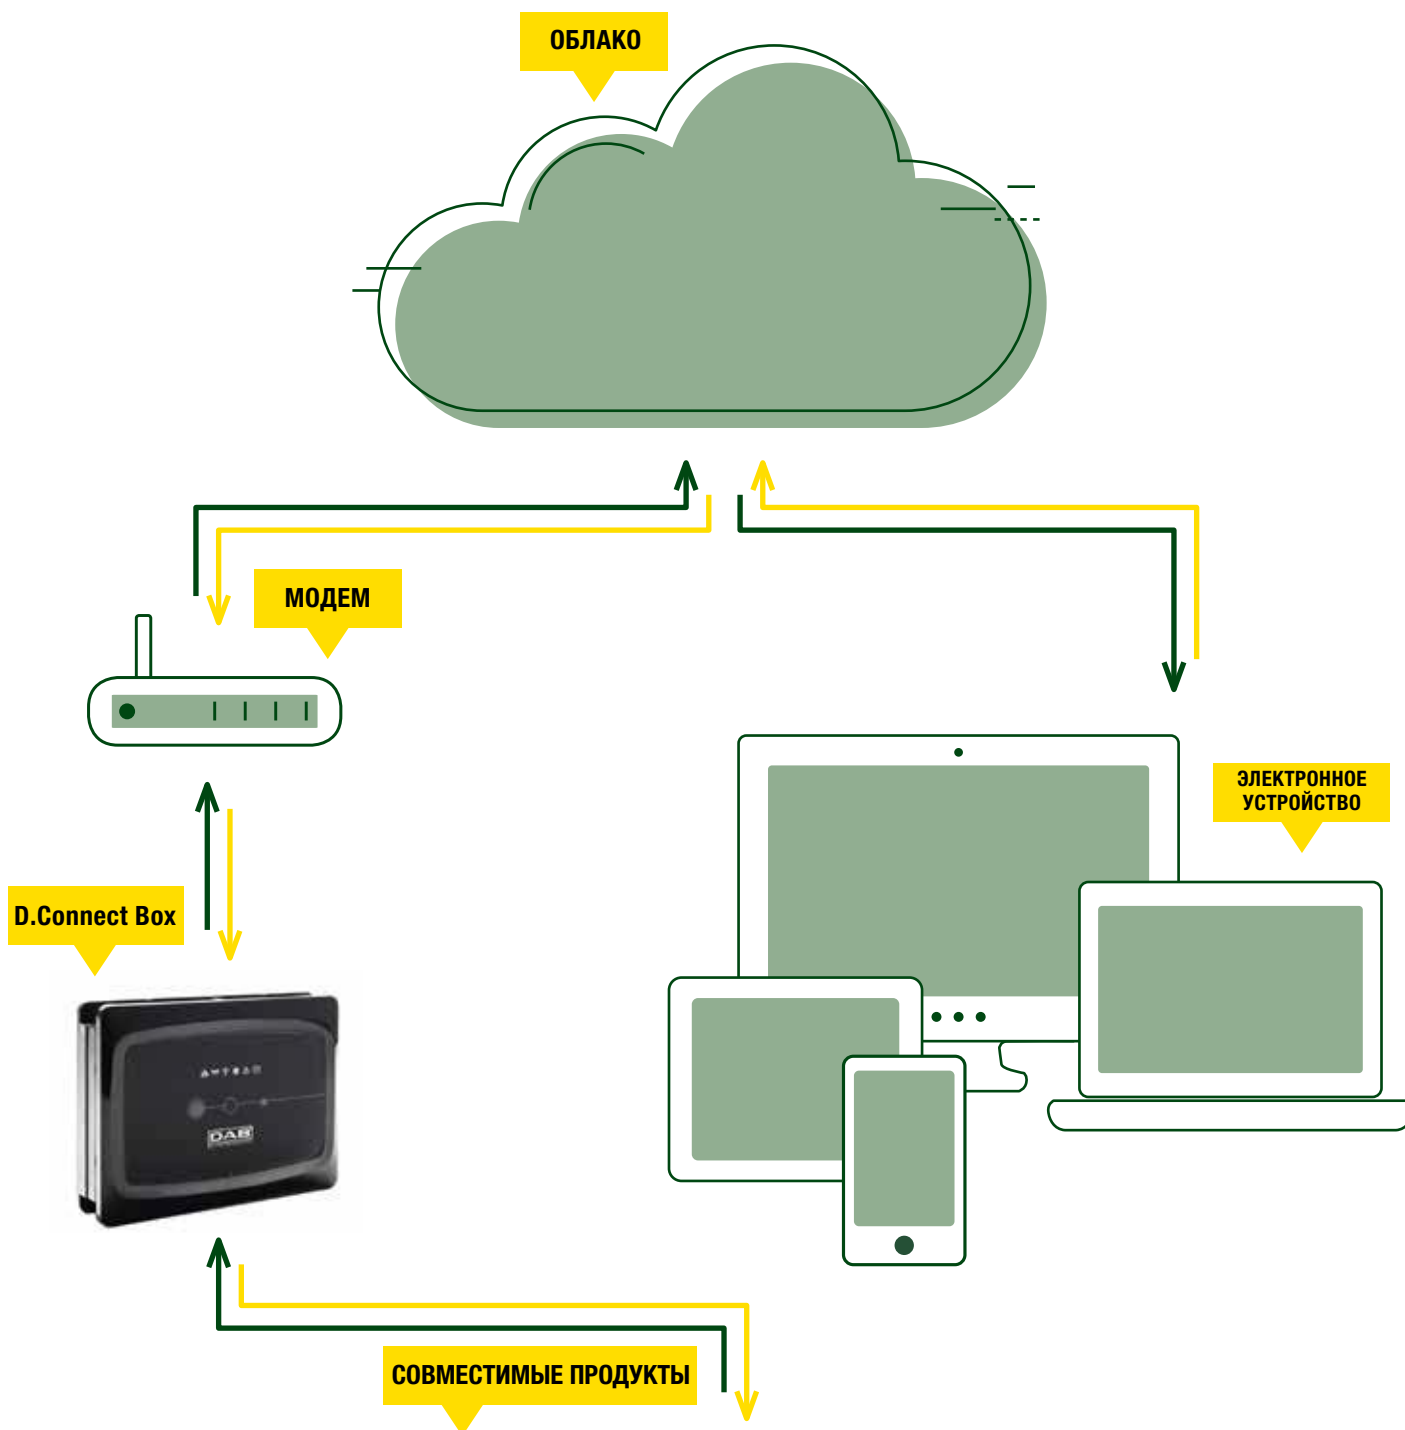 ОБЛАКО
МОДЕМ
ЭЛЕКТРОННОЕ
УСТРОЙСТВО
D.Connect Box
DAB
СОВМЕСТИМЫЕ ПРОДУКТЫ